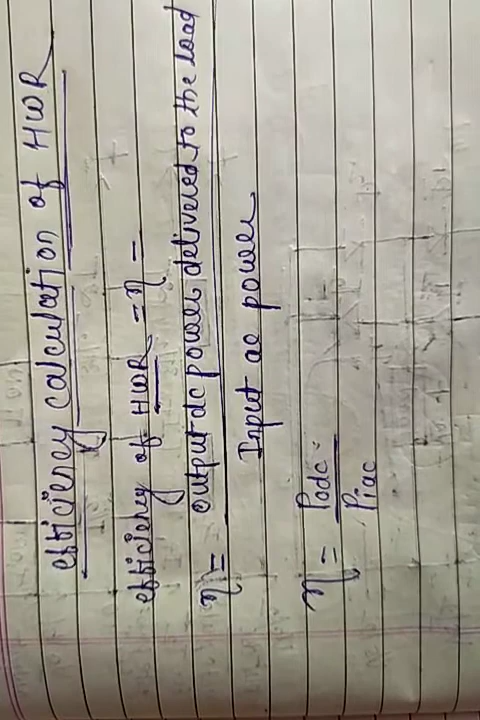 efficiency calculation of HWR
efficiency of HWR = η -
η = output dc power delivered to the load
Input ac power
η = Podc
Piac